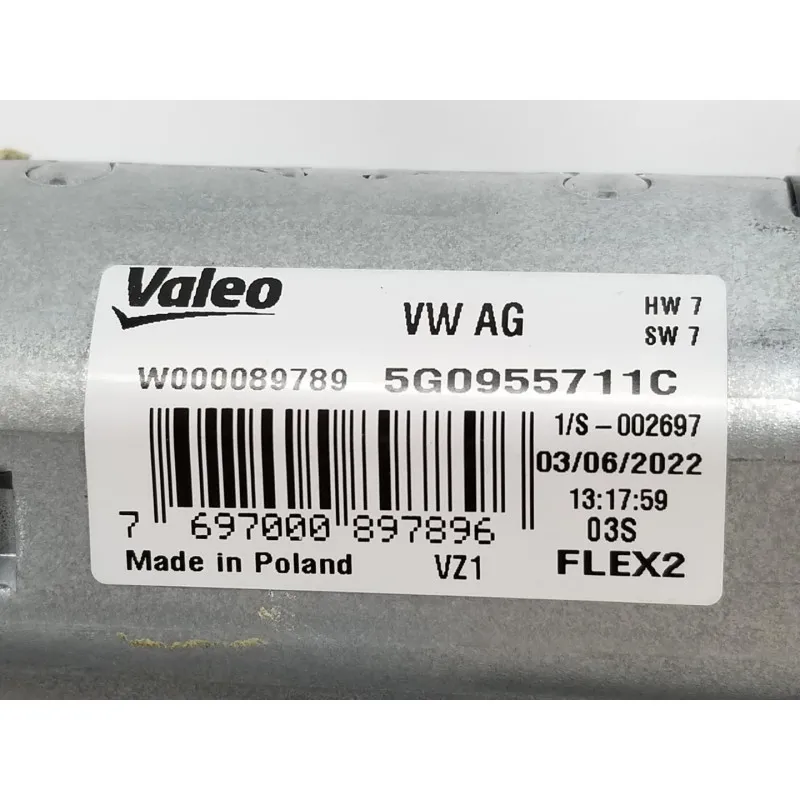 Valeo
VW AG
HW 7
SW 7
W000089789 5G0955711C
1/S-002697
03/06/2022
13:17:59
7 697000 897896
03S
Made in Poland
VZ1
FLEX2